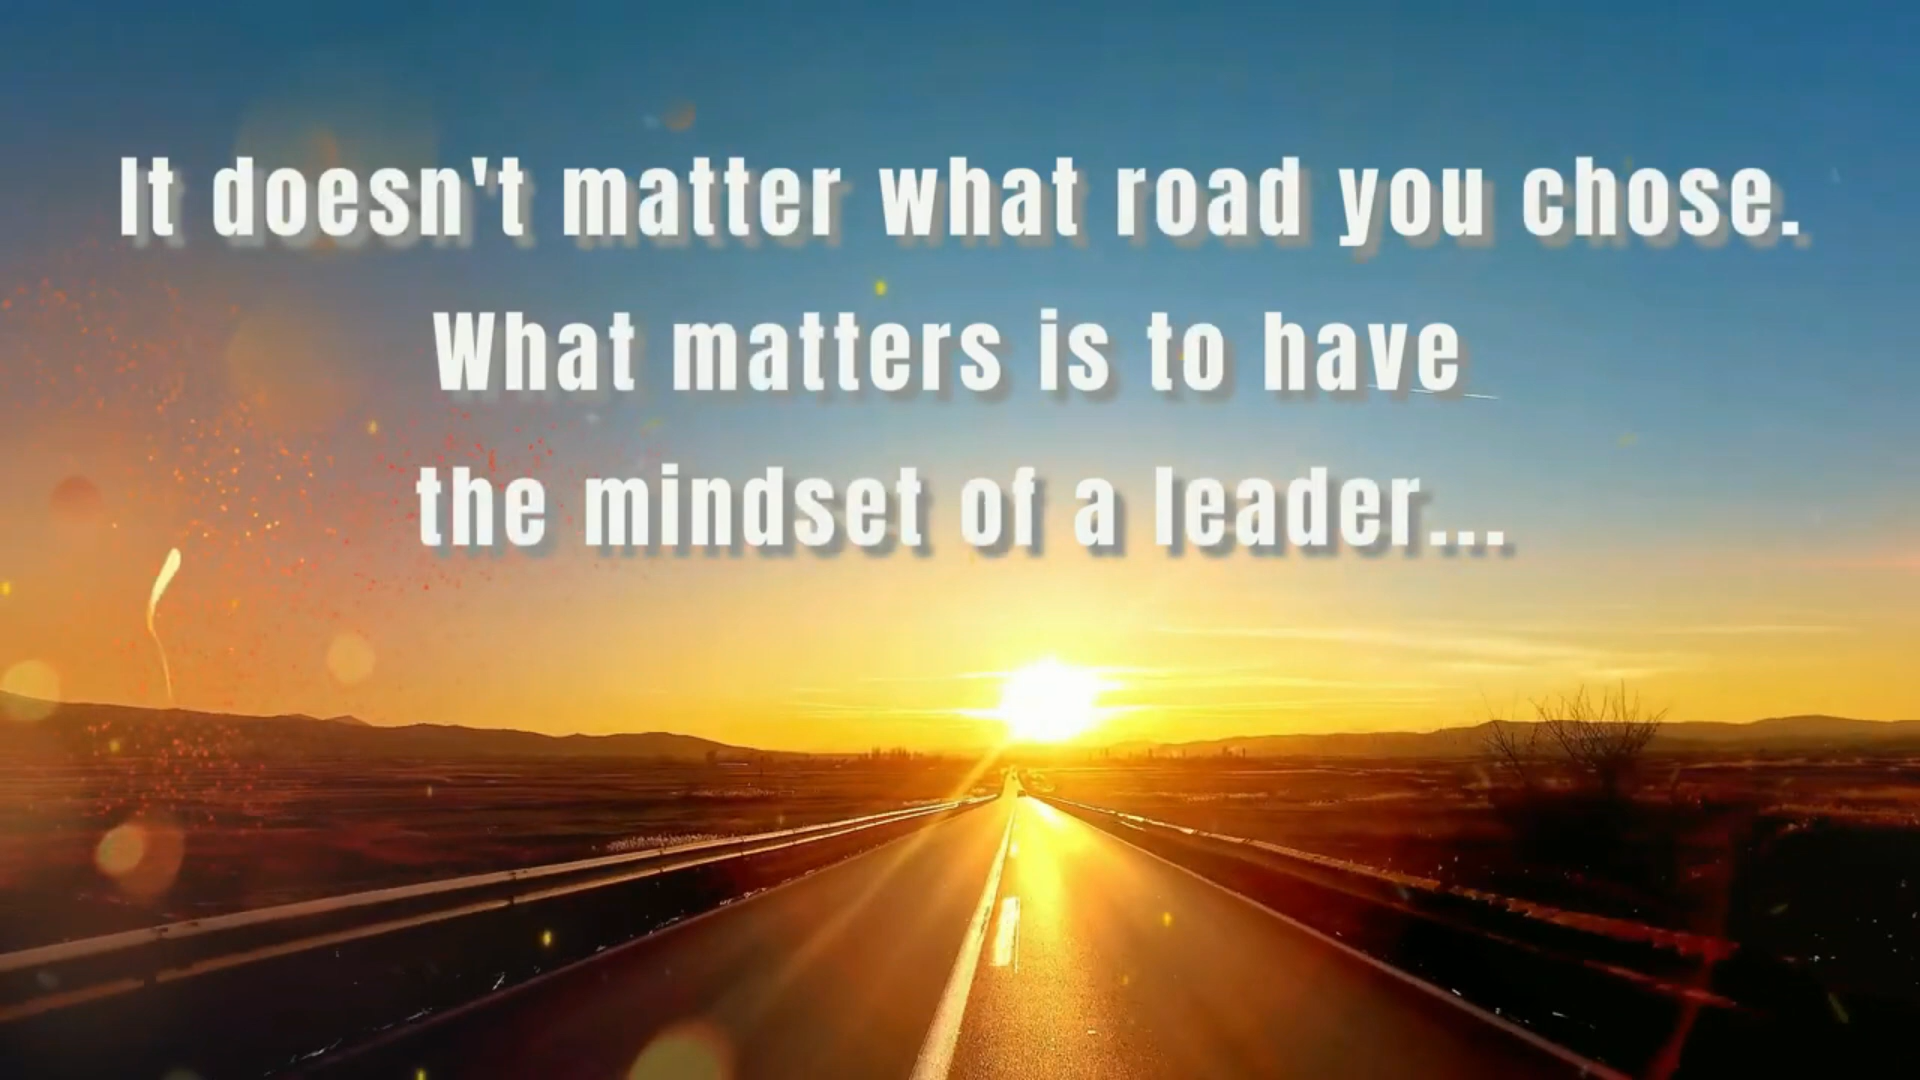 It doesn't matter what road you chose.
What matters is to have
the mindset of a leader...